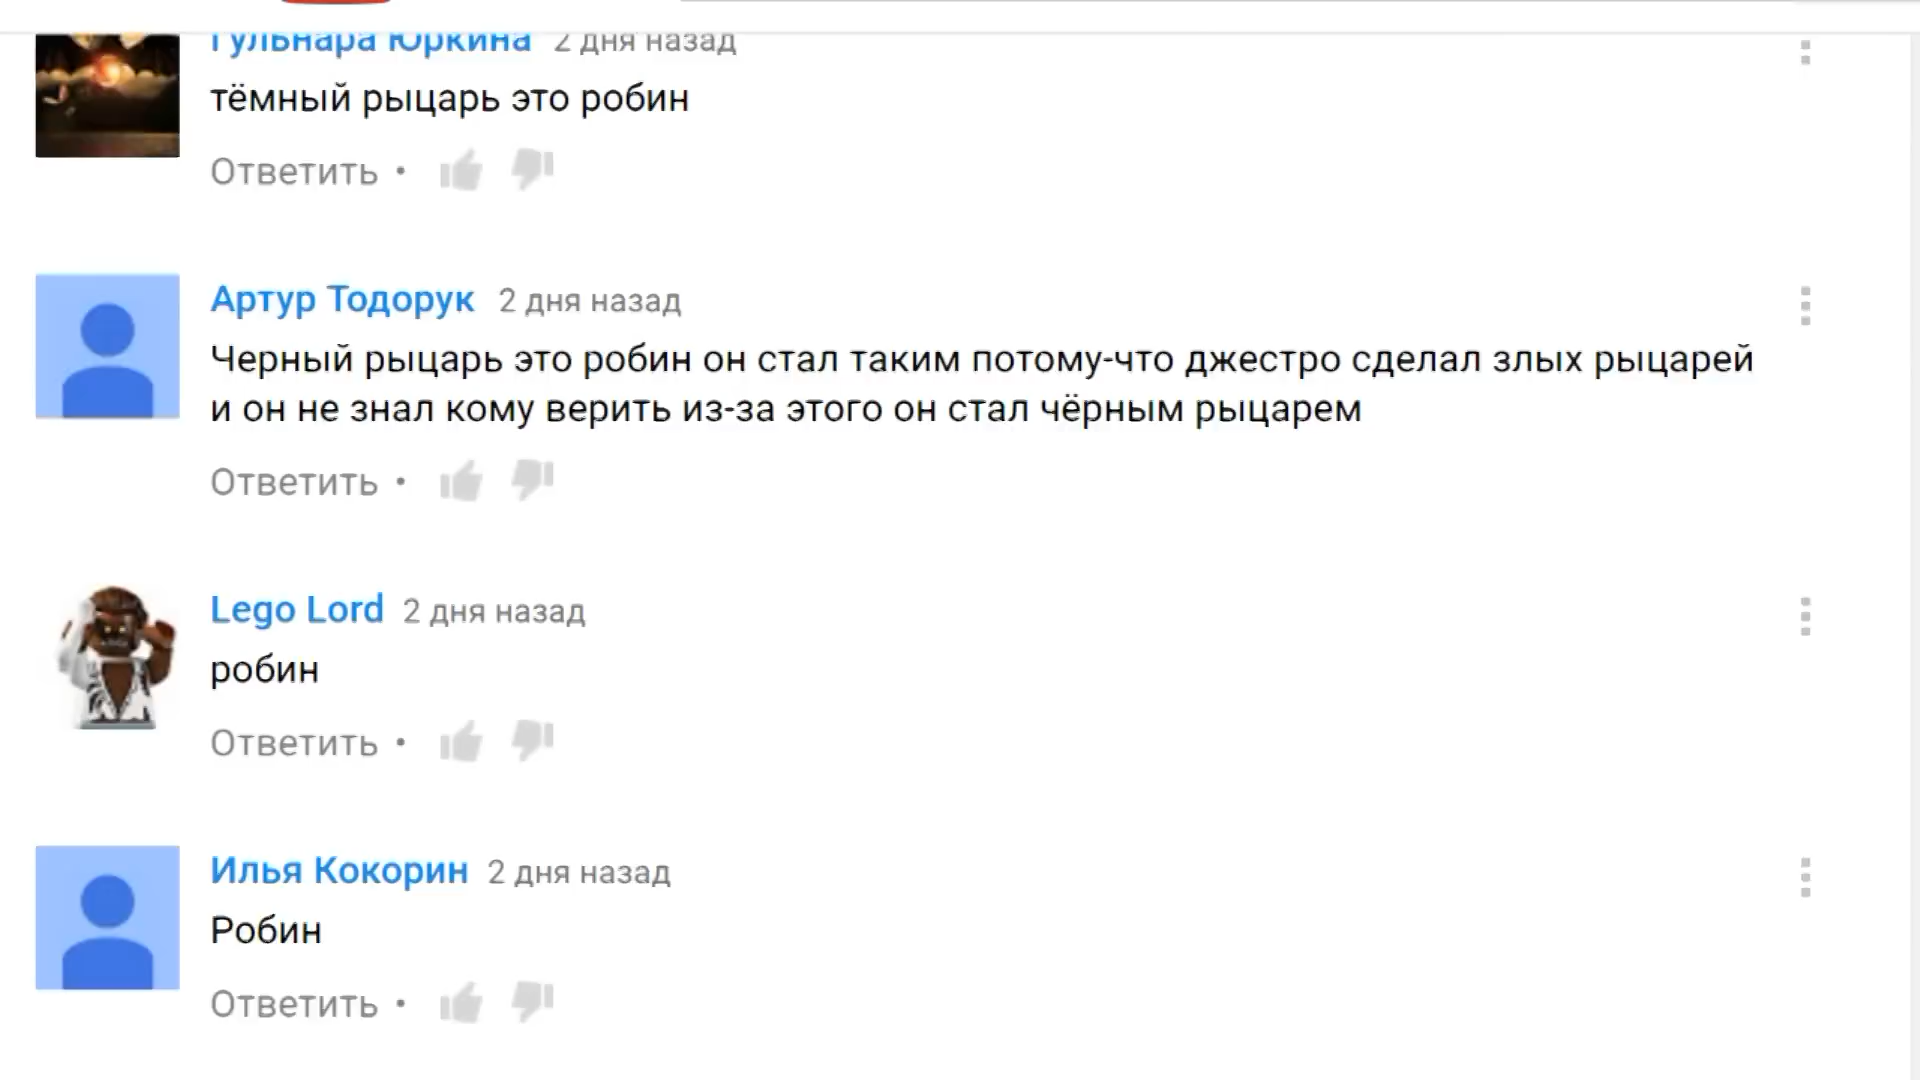 Гульнара Юркина 2 дня назад
тёмный рыцарь это робин
Ответить •
Артур Тодорук 2 дня назад
Черный рыцарь это робин он стал таким потому-что джестро сделал злых рыцарей
и он не знал кому верить из-за этого он стал чёрным рыцарем
Ответить •
Lego Lord 2 дня назад
робин
Ответить •
Илья Кокорин 2 дня назад
Робин
Ответить •